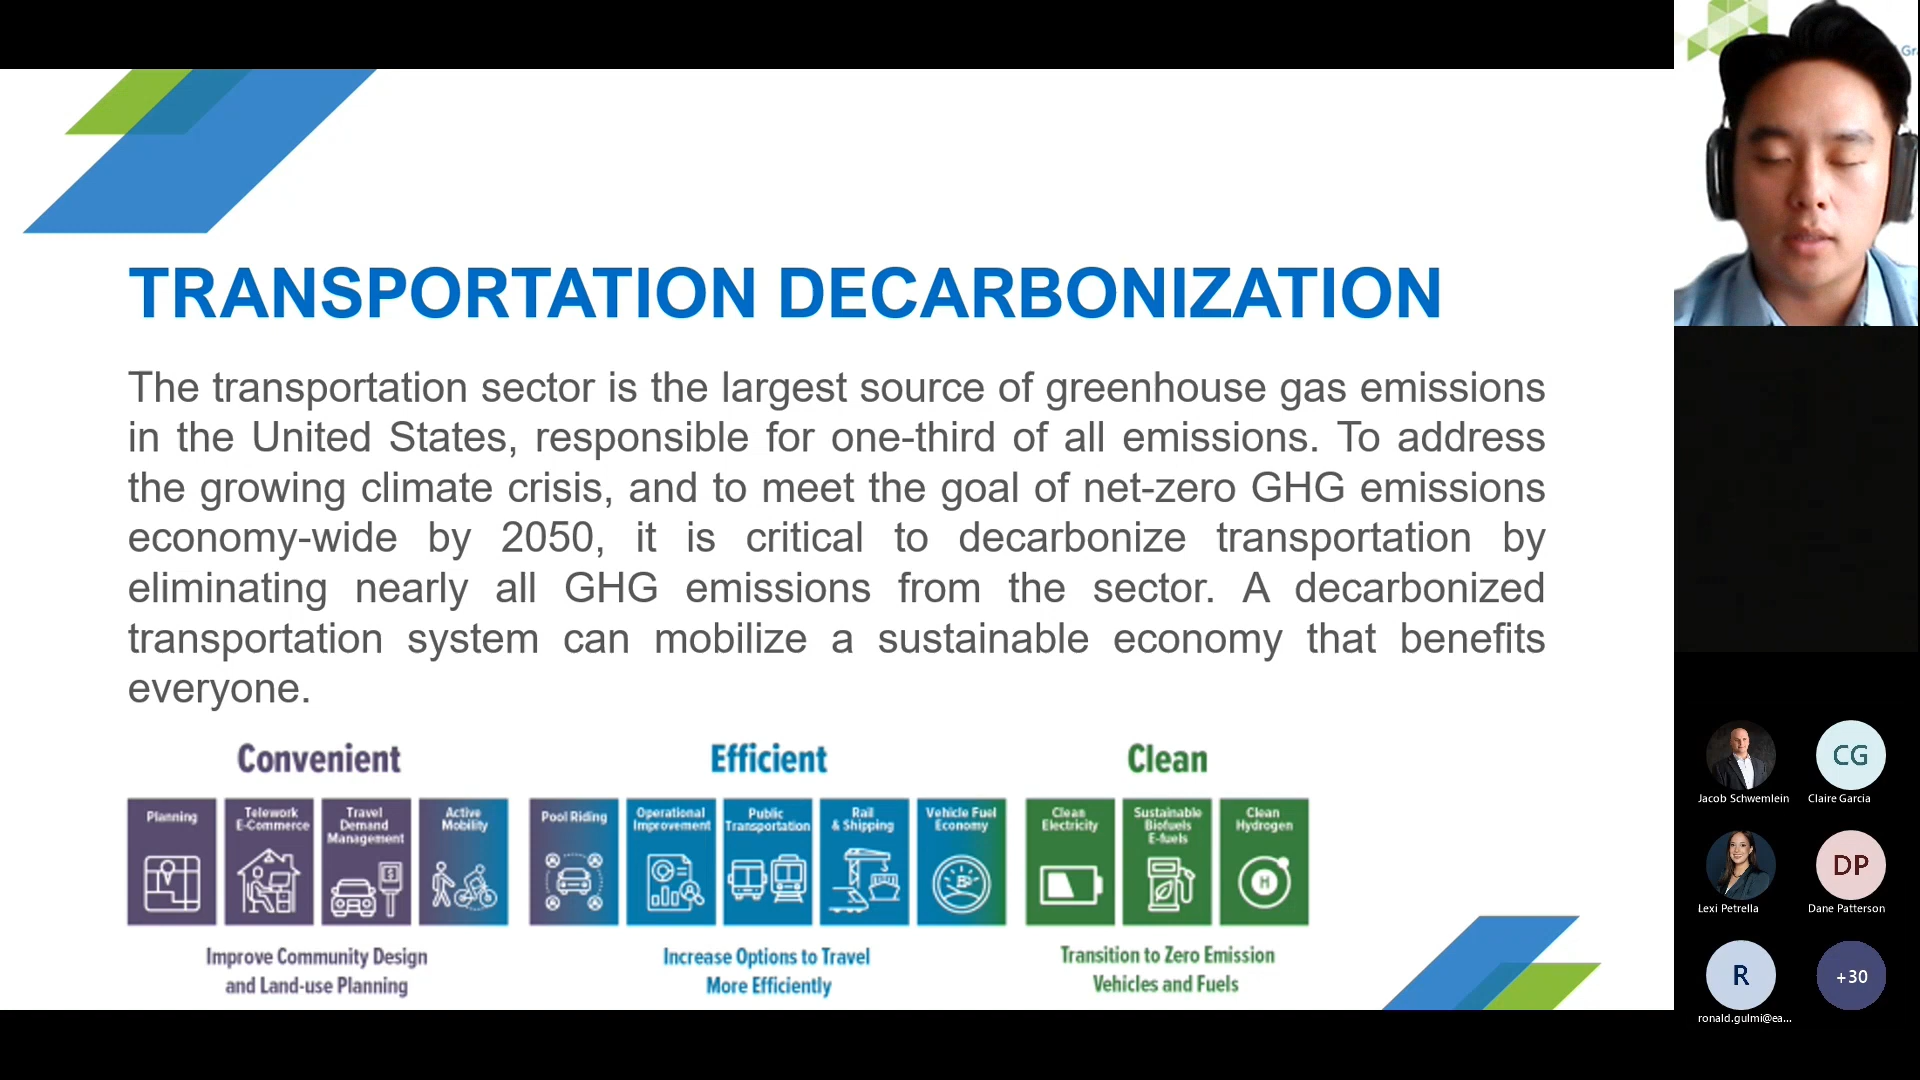 Gr
TRANSPORTATION DECARBONIZATION
The transportation sector is the largest source of greenhouse gas emissions
in the United States, responsible for one-third of all emissions. To address
the growing climate crisis, and to meet the goal of net-zero GHG emissions
economy-wide by 2050, it is critical to decarbonize transportation by
eliminating nearly all GHG emissions from the sector. A decarbonized
transportation system can mobilize a sustainable economy that benefits
everyone.
Convenient
Planning
Telework
E-Commerce
Travel
Demand
Management
Active
Mobility
Improve Community Design
and Land-use Planning
Efficient
Pool Riding
Operational
Improvement
Public
Transportation
Rail
& Shipping
Vehicle Fuel
Economy
Increase Options to Travel
More Efficiently
Clean
Clean
Electricity
Sustainable
Biofuels
E-fuels
Clean
Hydrogen
H
Transition to Zero Emission
Vehicles and Fuels
Jacob Schwemlein
CG
Claire Garcia
Lexi Petrella
DP
Dane Patterson
R
ronald.gulmi@ea...
+30